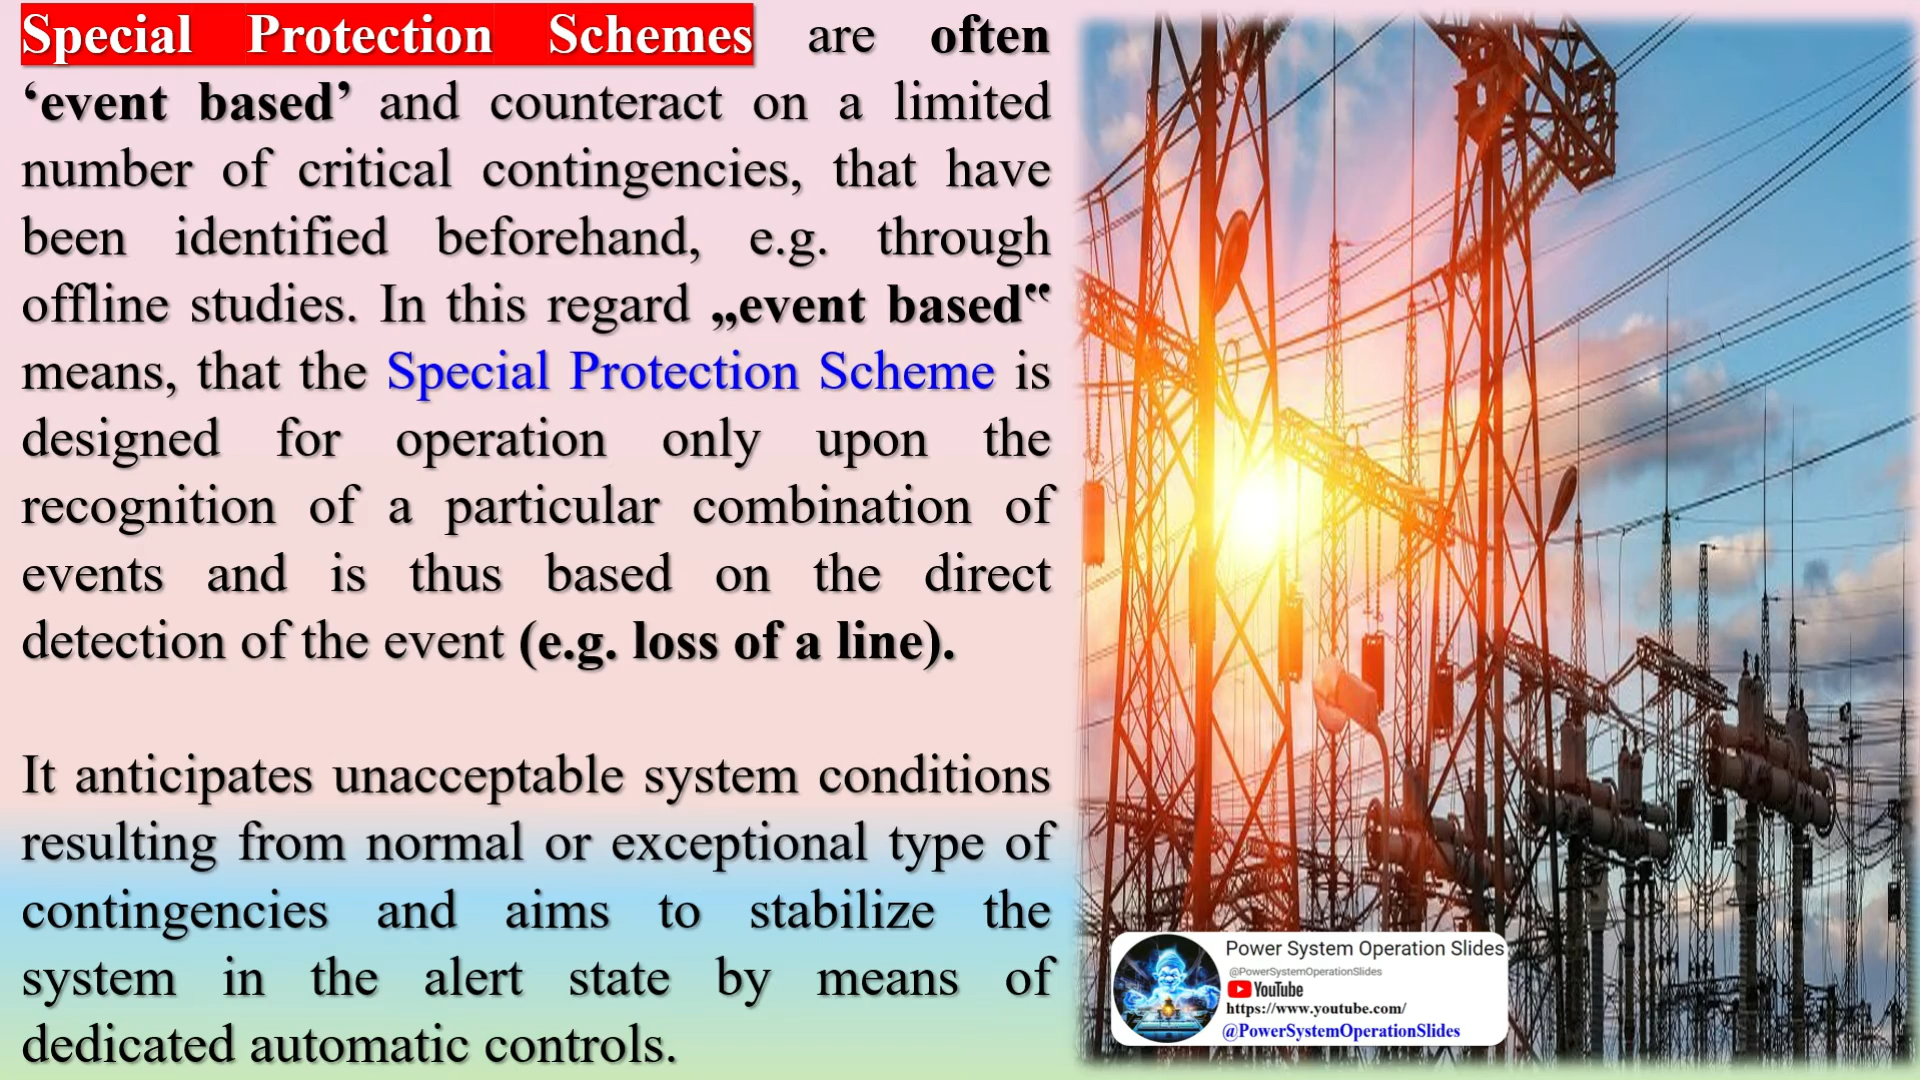 Special Protection Schemes are often
‘event based’ and counteract on a limited
number of critical contingencies, that have
been identified beforehand, e.g. through
offline studies. In this regard „event based‟
means, that the Special Protection Scheme is
designed for operation only upon the
recognition of a particular combination of
events and is thus based on the direct
detection of the event (e.g. loss of a line).
It anticipates unacceptable system conditions
resulting from normal or exceptional type of
contingencies and aims to stabilize the
system in the alert state by means of
dedicated automatic controls.
Power System Operation Slides
@PowerSystemOperationSlides
YouTube
https://www.youtube.com/
@PowerSystemOperationSlides